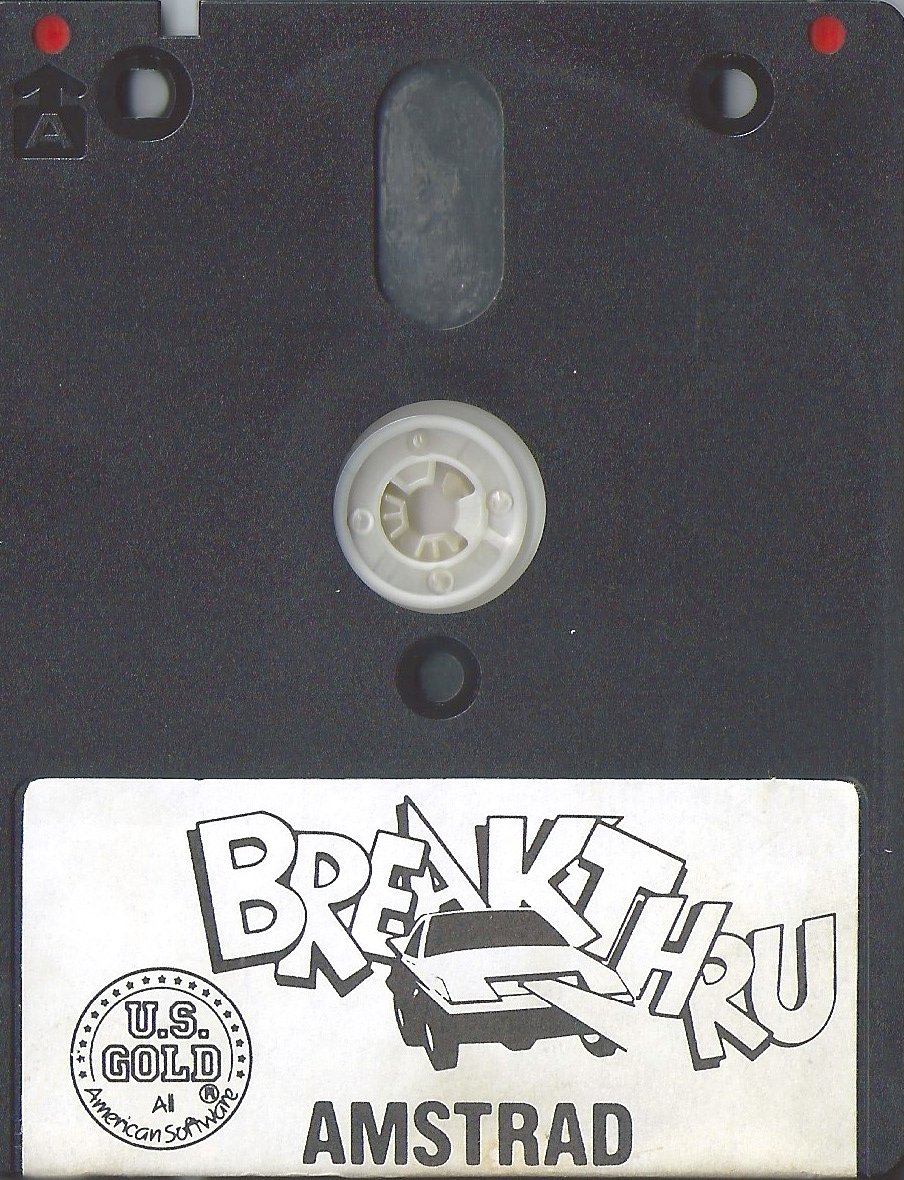 A
BREAKTHRU
U.S.
GOLD
®
All
American Software
AMSTRAD